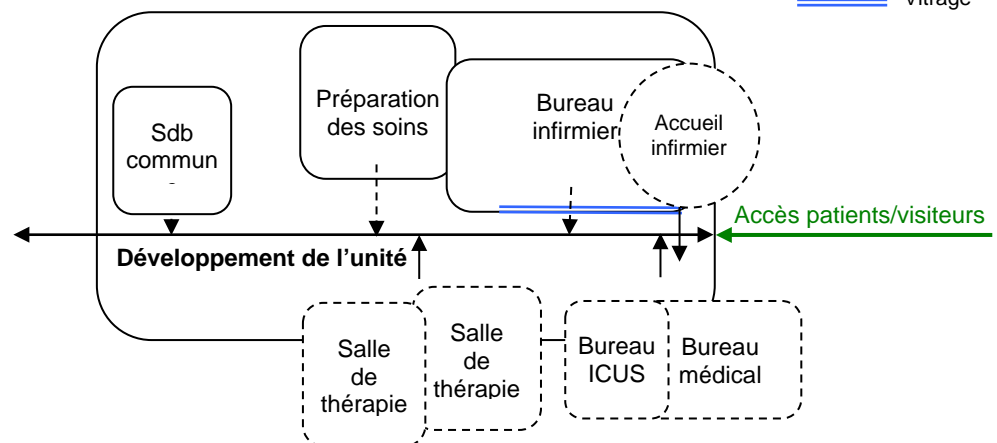 Vitrage
Préparation
des soins
Bureau
infirmier
Accueil
infirmier
Sdb
commun
Accès patients/visiteurs
Développement de l'unité
Salle
de
thérapie
Salle
de
thérapie
Bureau
ICUS
Bureau
médical